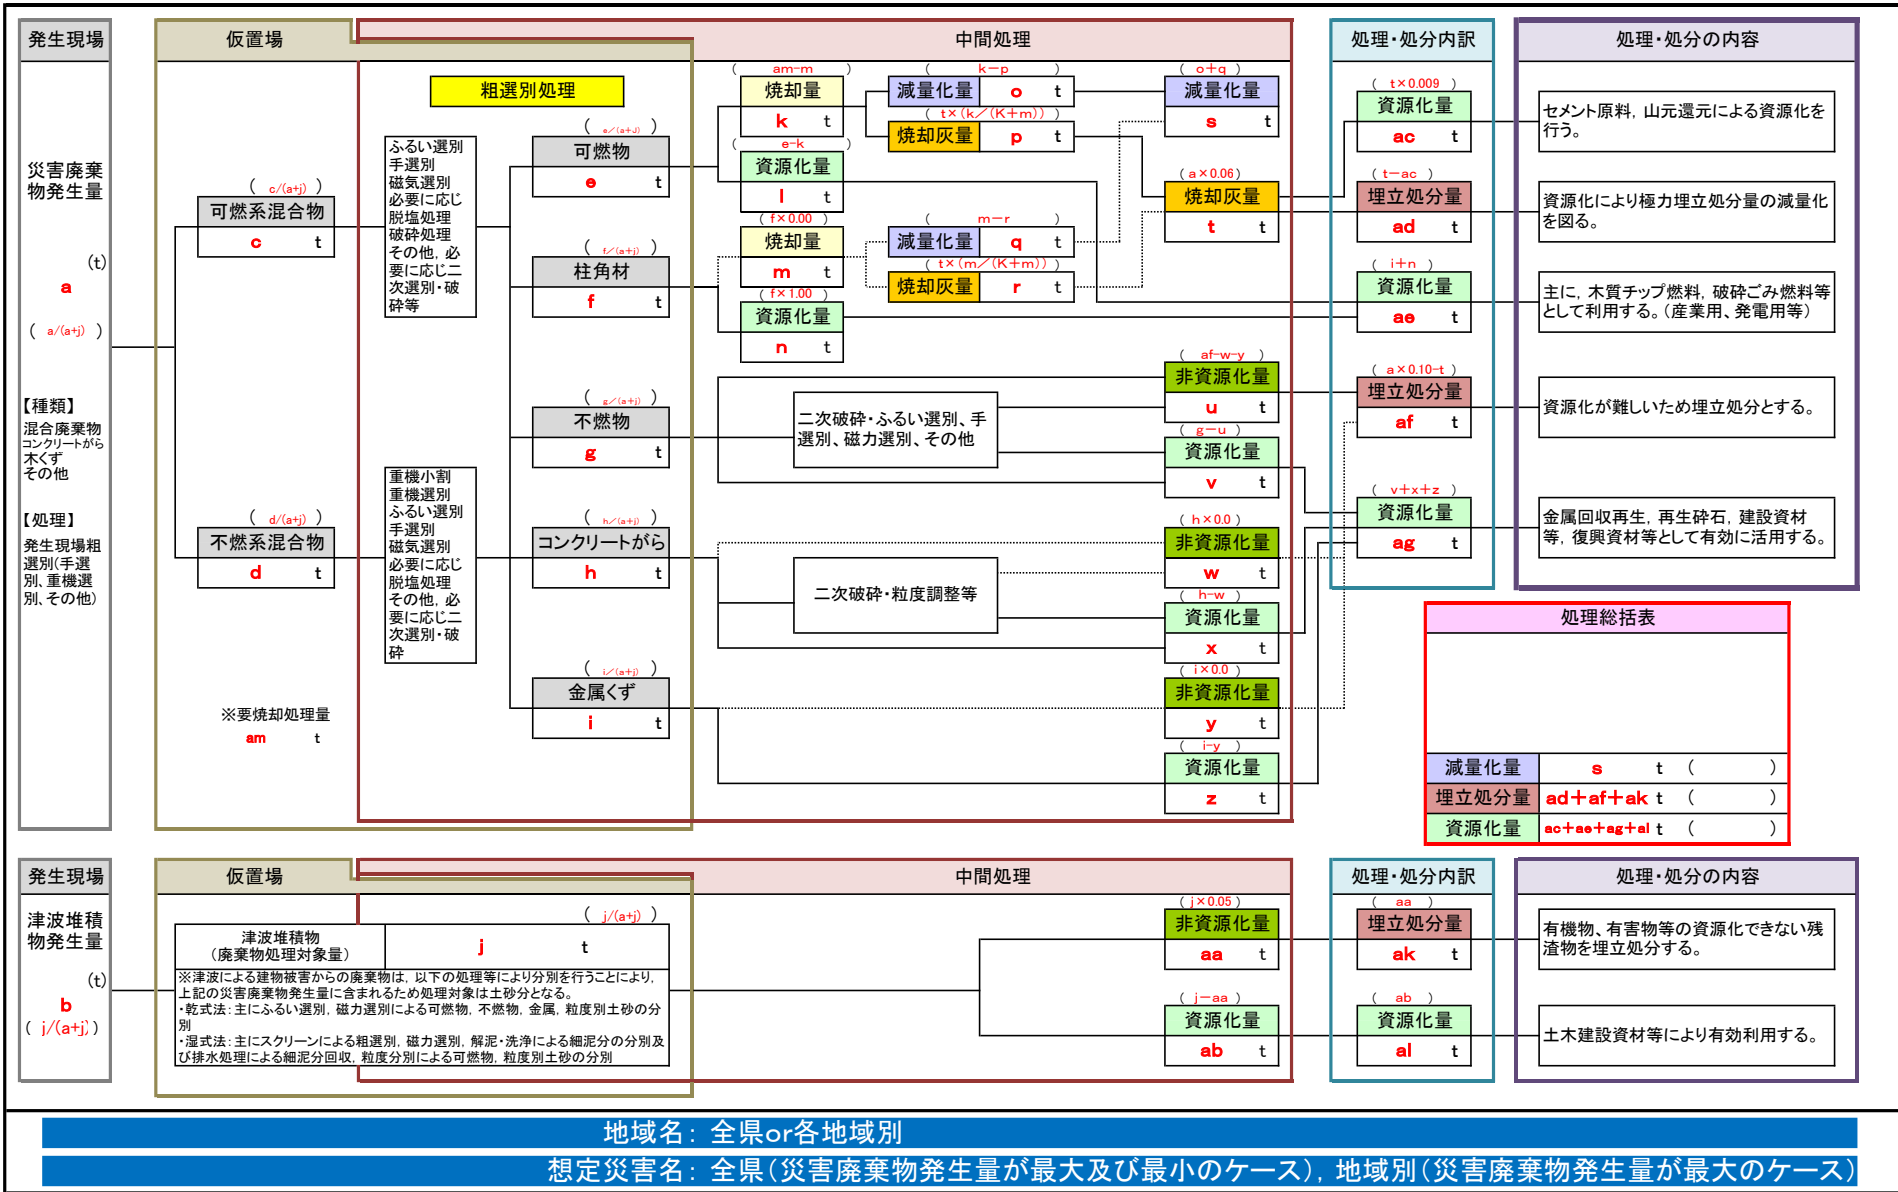 発生現場
仮置場
中間処理
処理・処分内訳
処理・処分の内容
災害廃棄
物発生量
(t)
a
( a/(a+j) )
【種類】
混合廃棄物
コンクリートがら
木くず
その他
【処理】
発生現場粗
選別(手選
別、重機選
別、その他)
( c/(a+j) )
可燃系混合物
c t
( d/(a+j) )
不燃系混合物
d t
※要焼却処理量
am t
粗選別処理
ふるい選別
手選別
磁気選別
必要に応じ
脱塩処理
破砕処理
その他, 必
要に応じ二
次選別・破
砕等
重機小割
重機選別
ふるい選別
手選別
磁気選別
必要に応じ
脱塩処理
その他, 必
要に応じ二
次選別・破
砕
( e/(a+J) )
可燃物
e t
( f/(a+j) )
柱角材
f t
( g/(a+j) )
不燃物
g t
( h/(a+j) )
コンクリートがら
h t
( i/(a+j) )
金属くず
i t
( am-m )
焼却量
k t
( e-k )
資源化量
l t
( f×0.00 )
焼却量
m t
( f×1.00 )
資源化量
n t
( k-p )
減量化量 o t
( t×(k/(K+m)) )
焼却灰量 p t
( m-r )
減量化量 q t
( t×(m/(K+m)) )
焼却灰量 r t
二次破砕・ふるい選別、手
選別、磁力選別、その他
二次破砕・粒度調整等
( o+q )
減量化量
s t
( a×0.06 )
焼却灰量
t t
( af-w-y )
非資源化量
u t
( g-u )
資源化量
v t
( h×0.0 )
非資源化量
w t
( h-w )
資源化量
x t
( i×0.0 )
非資源化量
y t
( i-y )
資源化量
z t
( t×0.009 )
資源化量
ac t
( t-ac )
埋立処分量
ad t
( i+n )
資源化量
ae t
( a×0.10-t )
埋立処分量
af t
( v+x+z )
資源化量
ag t
セメント原料, 山元還元による資源化を
行う。
資源化により極力埋立処分量の減量化
を図る。
主に, 木質チップ燃料, 破砕ごみ燃料等
として利用する。(産業用、発電用等)
資源化が難しいため埋立処分とする。
金属回収再生, 再生砕石, 建設資材
等, 復興資材等として有効に活用する。
処理総括表
減量化量 s t ( )
埋立処分量 ad+af+ak t ( )
資源化量 ac+ae+ag+al t ( )
発生現場
仮置場
中間処理
処理・処分内訳
処理・処分の内容
津波堆積
物発生量
(t)
b
( j/(a+j) )
( j/(a+j) )
津波堆積物
(廃棄物処理対象量)
j t
※津波による建物被害からの廃棄物は, 以下の処理等により分別を行うことにより,
上記の災害廃棄物発生量に含まれるため処理対象は土砂分となる。
・乾式法:主にふるい選別, 磁力選別による可燃物, 不燃物, 金属, 粒度別土砂の分
別
・湿式法:主にスクリーンによる粗選別, 磁力選別, 解泥・洗浄による細泥分の分別及
び排水処理による細泥分回収, 粒度分別による可燃物, 粒度別土砂の分別
( j×0.05 )
非資源化量
aa t
( j-aa )
資源化量
ab t
( aa )
埋立処分量
ak t
( ab )
資源化量
al t
有機物、有害物等の資源化できない残
渣物を埋立処分する。
土木建設資材等により有効利用する。
地域名: 全県or各地域別
想定災害名: 全県(災害廃棄物発生量が最大及び最小のケース), 地域別(災害廃棄物発生量が最大のケース)